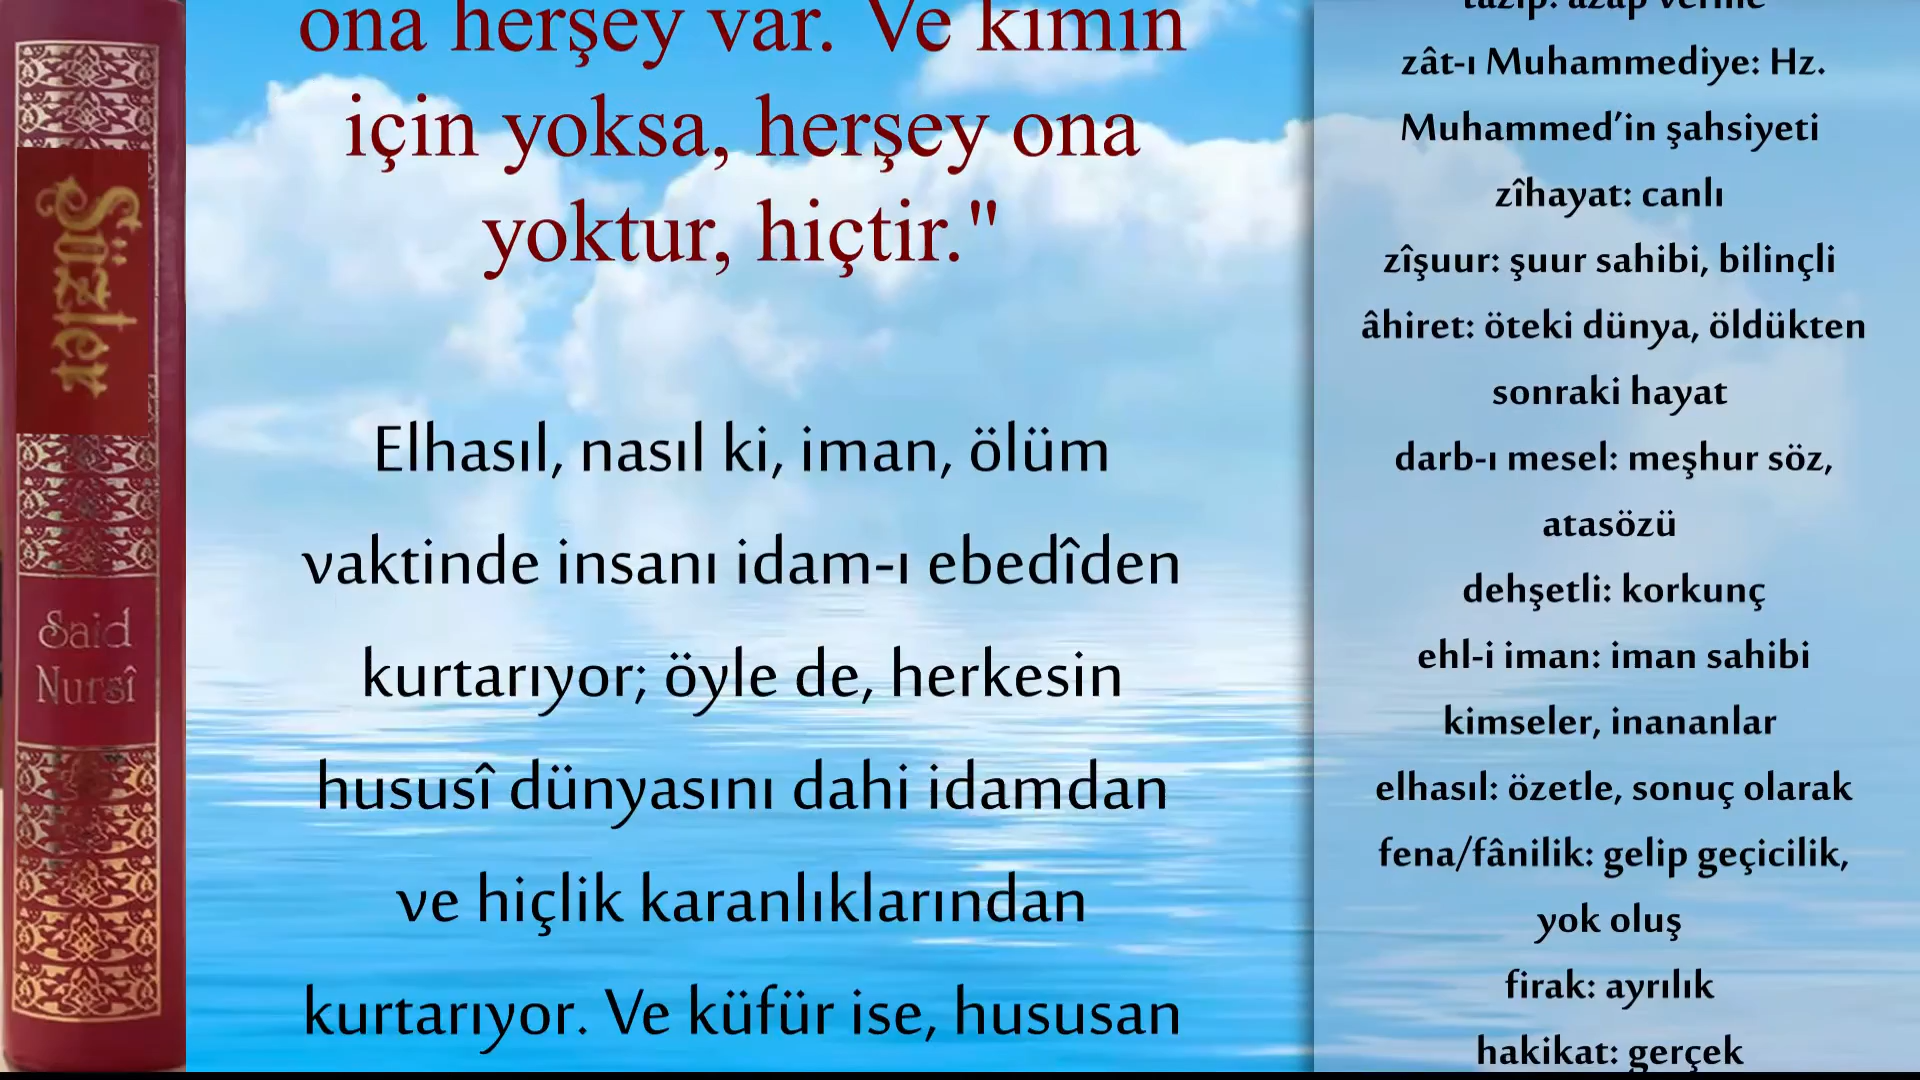 Sözler
Said
Nursî
ona herşey var. Ve kimin
için yoksa, herşey ona
yoktur, hiçtir."
Elhasıl, nasıl ki, iman, ölüm
vaktinde insanı idam-ı ebedîden
kurtarıyor; öyle de, herkesin
hususî dünyasını dahi idamdan
ve hiçlik karanlıklarından
kurtarıyor. Ve küfür ise, hususan
tâzip: azap verme
zât-ı Muhammediye: Hz.
Muhammed’in şahsiyeti
zîhayat: canlı
zîşuur: şuur sahibi, bilinçli
âhiret: öteki dünya, öldükten
sonraki hayat
darb-ı mesel: meşhur söz,
atasözü
dehşetli: korkunç
ehl-i iman: iman sahibi
kimseler, inananlar
elhasıl: özetle, sonuç olarak
fena/fânilik: gelip geçicilik,
yok oluş
firak: ayrılık
hakikat: gerçek